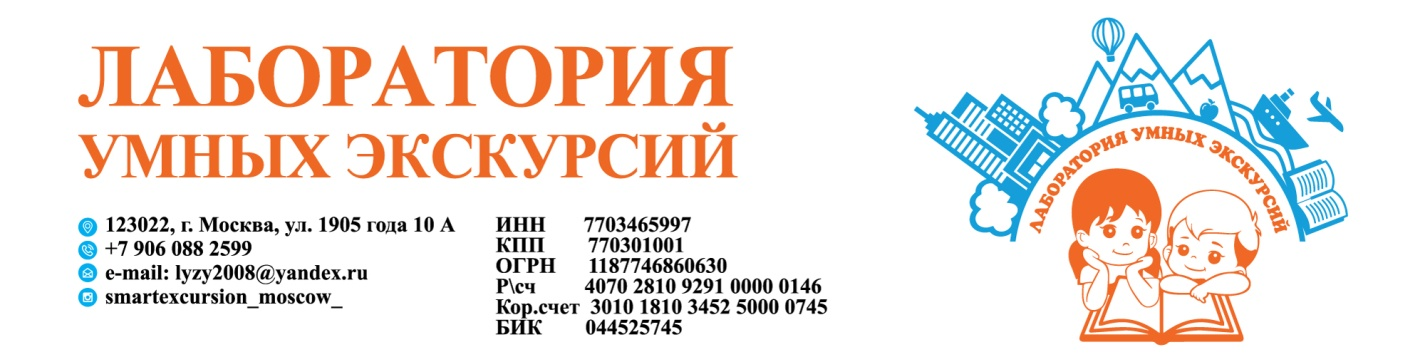 ЛАБОРАТОРИЯ
УМНЫХ ЭКСКУРСИЙ
123022, г. Москва, ул. 1905 года 10 А
+7 906 088 2599
e-mail: lyzy2008@yandex.ru
smartexcursion_moscow_
ИНН 7703465997
КПП 770301001
ОГРН 1187746860630
Р\сч 4070 2810 9291 0000 0146
Кор.счет 3010 1810 3452 5000 0745
БИК 044525745
ЛАБОРАТОРИЯ УМНЫХ ЭКСКУРСИЙ